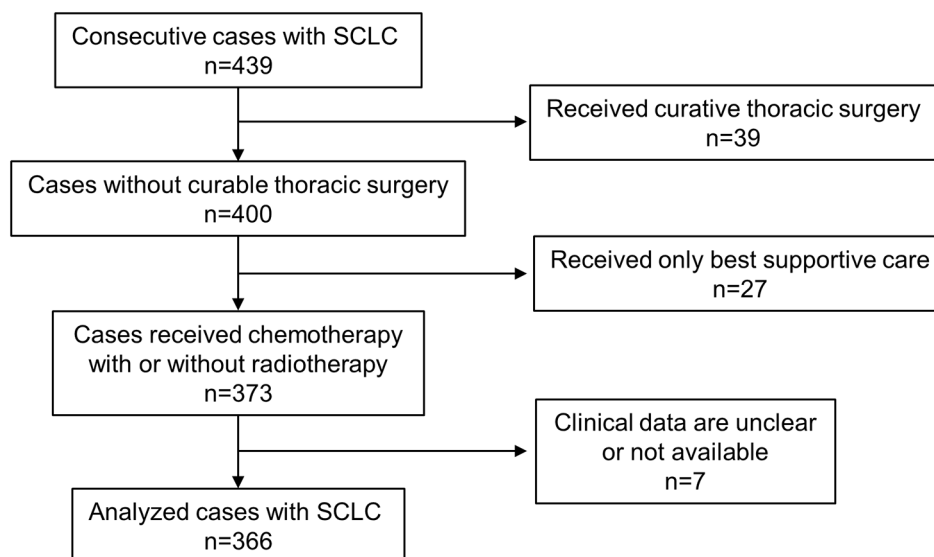 Consecutive cases with SCLC
n=439
Received curative thoracic surgery
n=39
Cases without curable thoracic surgery
n=400
Received only best supportive care
n=27
Cases received chemotherapy
with or without radiotherapy
n=373
Clinical data are unclear
or not available
n=7
Analyzed cases with SCLC
n=366